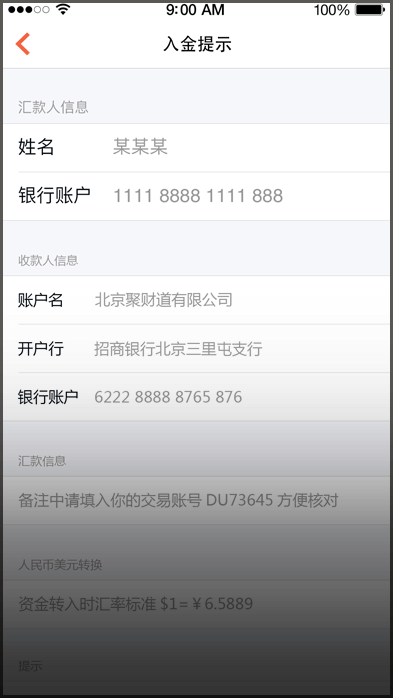 9:00 AM 100%
入金提示
汇款人信息
姓名 某某某
银行账户 1111 8888 1111 888
收款人信息
账户名 北京聚财道有限公司
开户行 招商银行北京三里屯支行
银行账户 6222 8888 8765 876
汇款信息
备注中请填入你的交易账号 DU73645 方便核对
人民币美元转换
资金转入时汇率标准 $1=￥6.5889
提示